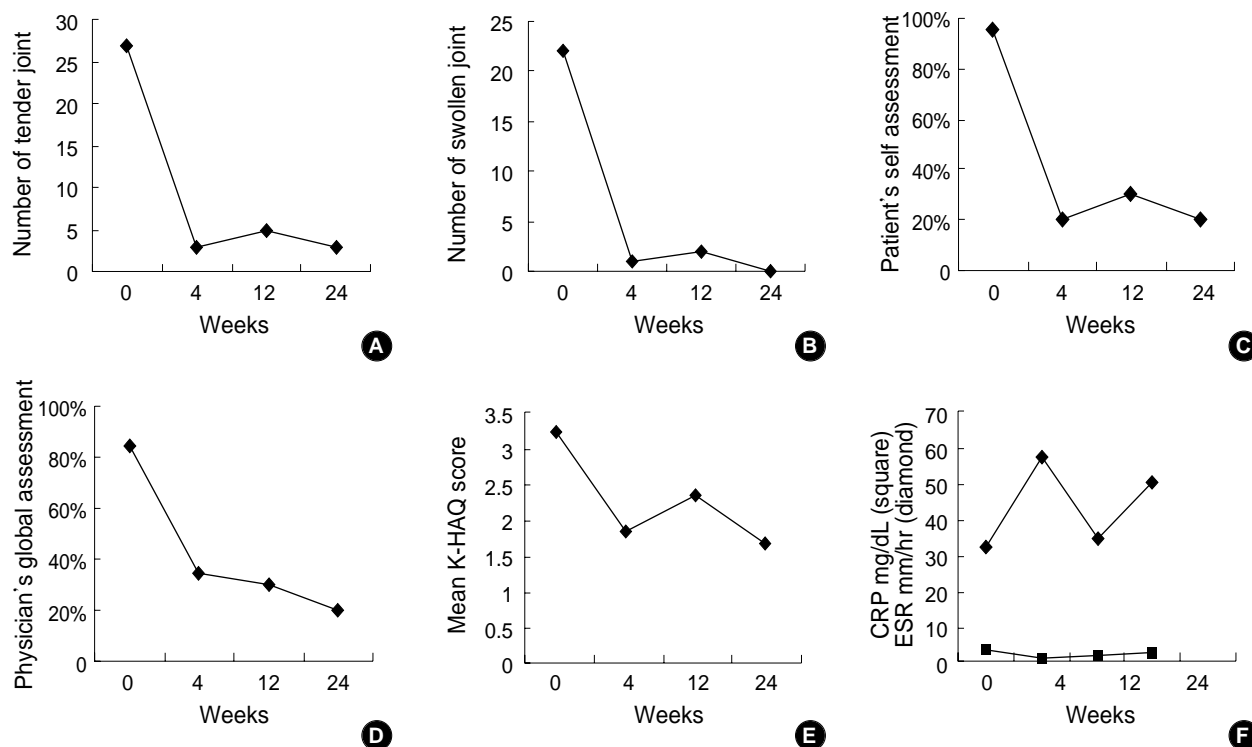 Number of tender joint
30
25
20
15
10
5
0
0 4 12 24
Weeks
A
Number of swollen joint
25
20
15
10
5
0
0 4 12 24
Weeks
B
Patient's self assessment
100%
80%
60%
40%
20%
0
0 4 12 24
Weeks
C
Physician's global assessment
100%
80%
60%
40%
20%
0
0 4 12 24
Weeks
D
Mean K-HAQ score
3.5
3
2.5
2
1.5
1
0.5
0
0 4 12 24
Weeks
E
CRP mg/dL (square)
ESR mm/hr (diamond)
70
60
50
40
30
20
10
0
0 4 12 24
Weeks
F